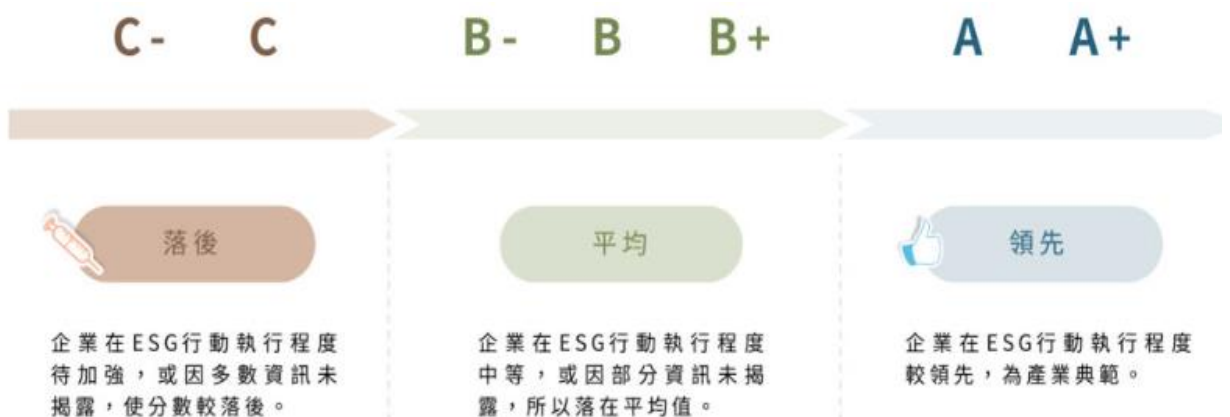 C- C B- B B+ A A+
落後
平均
領先
企業在ESG行動執行程度
待加強，或因多數資訊未
揭露，使分數較落後。
企業在ESG行動執行程度
中等，或因部分資訊未揭
露，所以落在平均值。
企業在ESG行動執行程度
較領先，為產業典範。